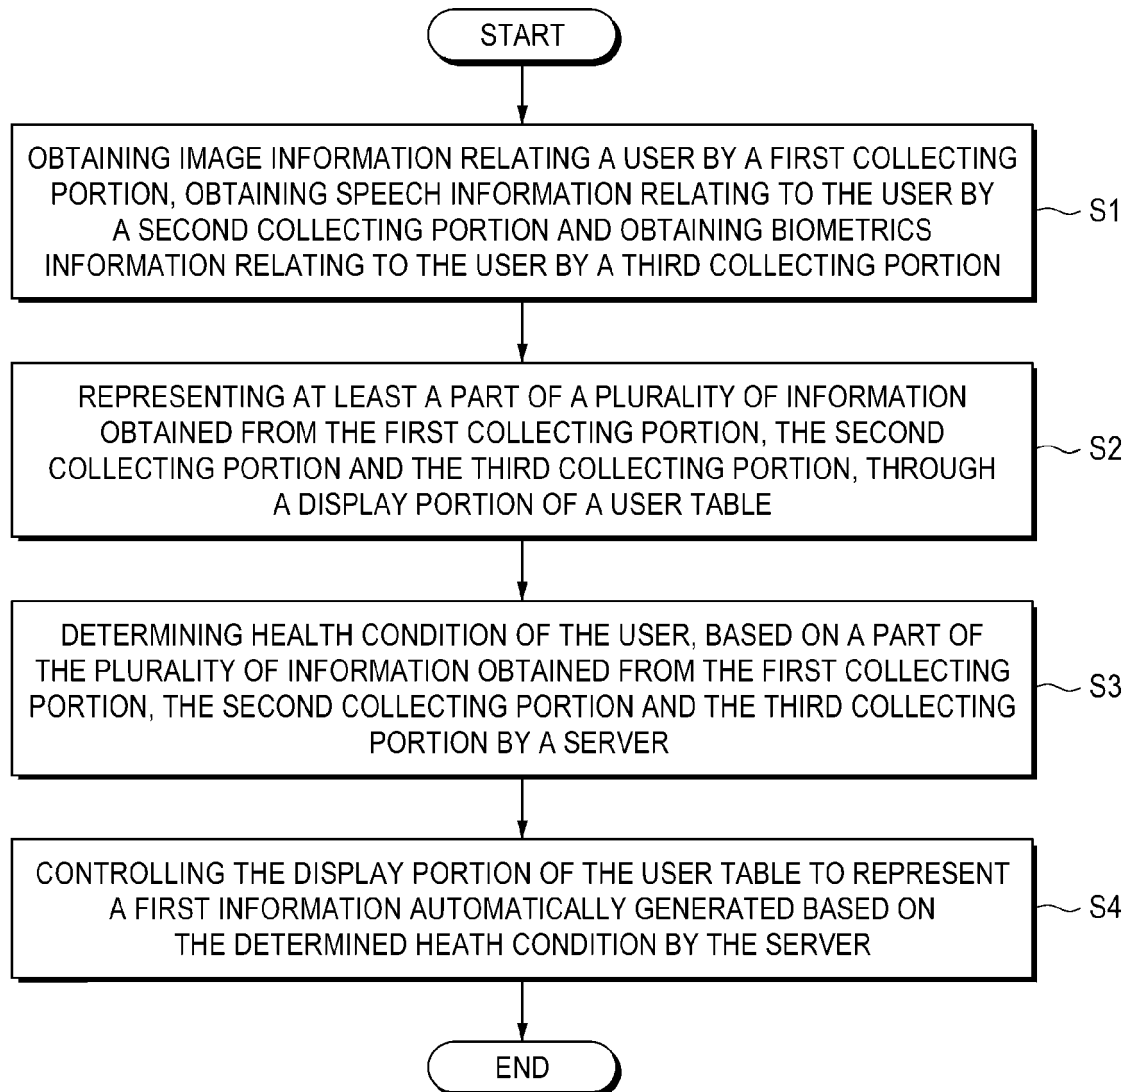 START
OBTAINING IMAGE INFORMATION RELATING A USER BY A FIRST COLLECTING
PORTION, OBTAINING SPEECH INFORMATION RELATING TO THE USER BY
A SECOND COLLECTING PORTION AND OBTAINING BIOMETRICS
INFORMATION RELATING TO THE USER BY A THIRD COLLECTING PORTION
S1
REPRESENTING AT LEAST A PART OF A PLURALITY OF INFORMATION
OBTAINED FROM THE FIRST COLLECTING PORTION, THE SECOND
COLLECTING PORTION AND THE THIRD COLLECTING PORTION, THROUGH
A DISPLAY PORTION OF A USER TABLE
S2
DETERMINING HEALTH CONDITION OF THE USER, BASED ON A PART OF
THE PLURALITY OF INFORMATION OBTAINED FROM THE FIRST COLLECTING
PORTION, THE SECOND COLLECTING PORTION AND THE THIRD COLLECTING
PORTION BY A SERVER
S3
CONTROLLING THE DISPLAY PORTION OF THE USER TABLE TO REPRESENT
A FIRST INFORMATION AUTOMATICALLY GENERATED BASED ON
THE DETERMINED HEATH CONDITION BY THE SERVER
S4
END